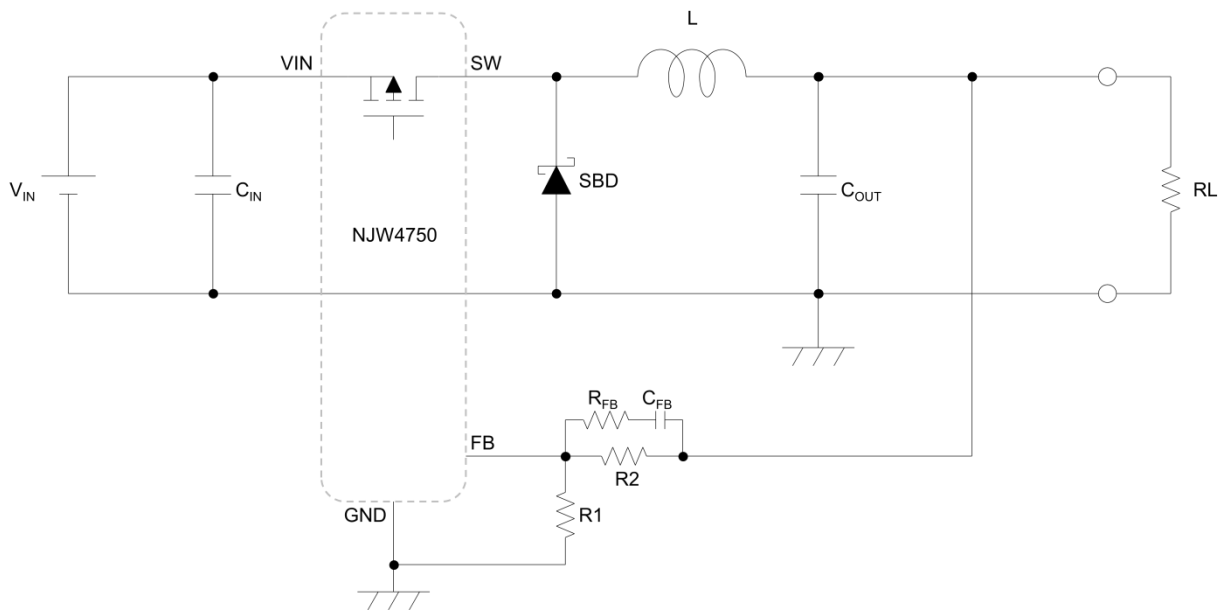 L
VIN
SW
V_IN
C_IN
SBD
C_OUT
RL
NJW4750
R_FB
C_FB
FB
R2
GND
R1